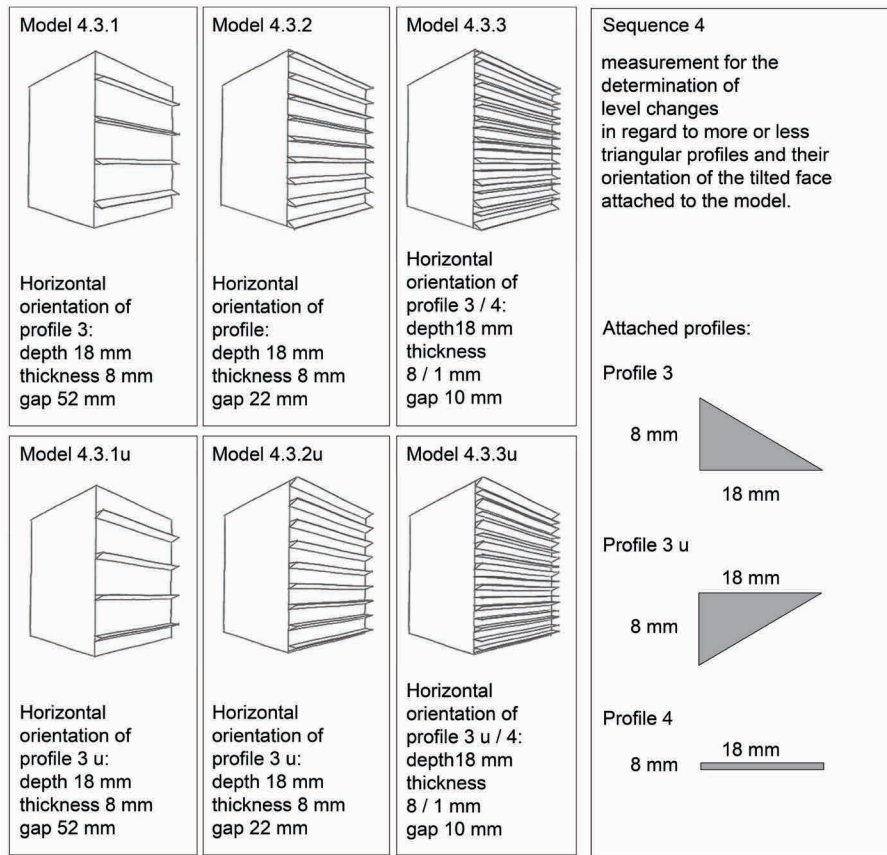 Model 4.3.1
Horizontal
orientation of
profile 3:
depth 18 mm
thickness 8 mm
gap 52 mm
Model 4.3.2
Horizontal
orientation of
profile:
depth 18 mm
thickness 8 mm
gap 22 mm
Model 4.3.3
Horizontal
orientation of
profile 3 / 4:
depth18 mm
thickness
8 / 1 mm
gap 10 mm
Model 4.3.1u
Horizontal
orientation of
profile 3 u:
depth 18 mm
thickness 8 mm
gap 52 mm
Model 4.3.2u
Horizontal
orientation of
profile 3 u:
depth 18 mm
thickness 8 mm
gap 22 mm
Model 4.3.3u
Horizontal
orientation of
profile 3 u / 4:
depth18 mm
thickness
8 / 1 mm
gap 10 mm
Sequence 4
measurement for the
determination of
level changes
in regard to more or less
triangular profiles and their
orientation of the tilted face
attached to the model.
Attached profiles:
Profile 3
8 mm
18 mm
Profile 3 u
18 mm
8 mm
Profile 4
18 mm
8 mm